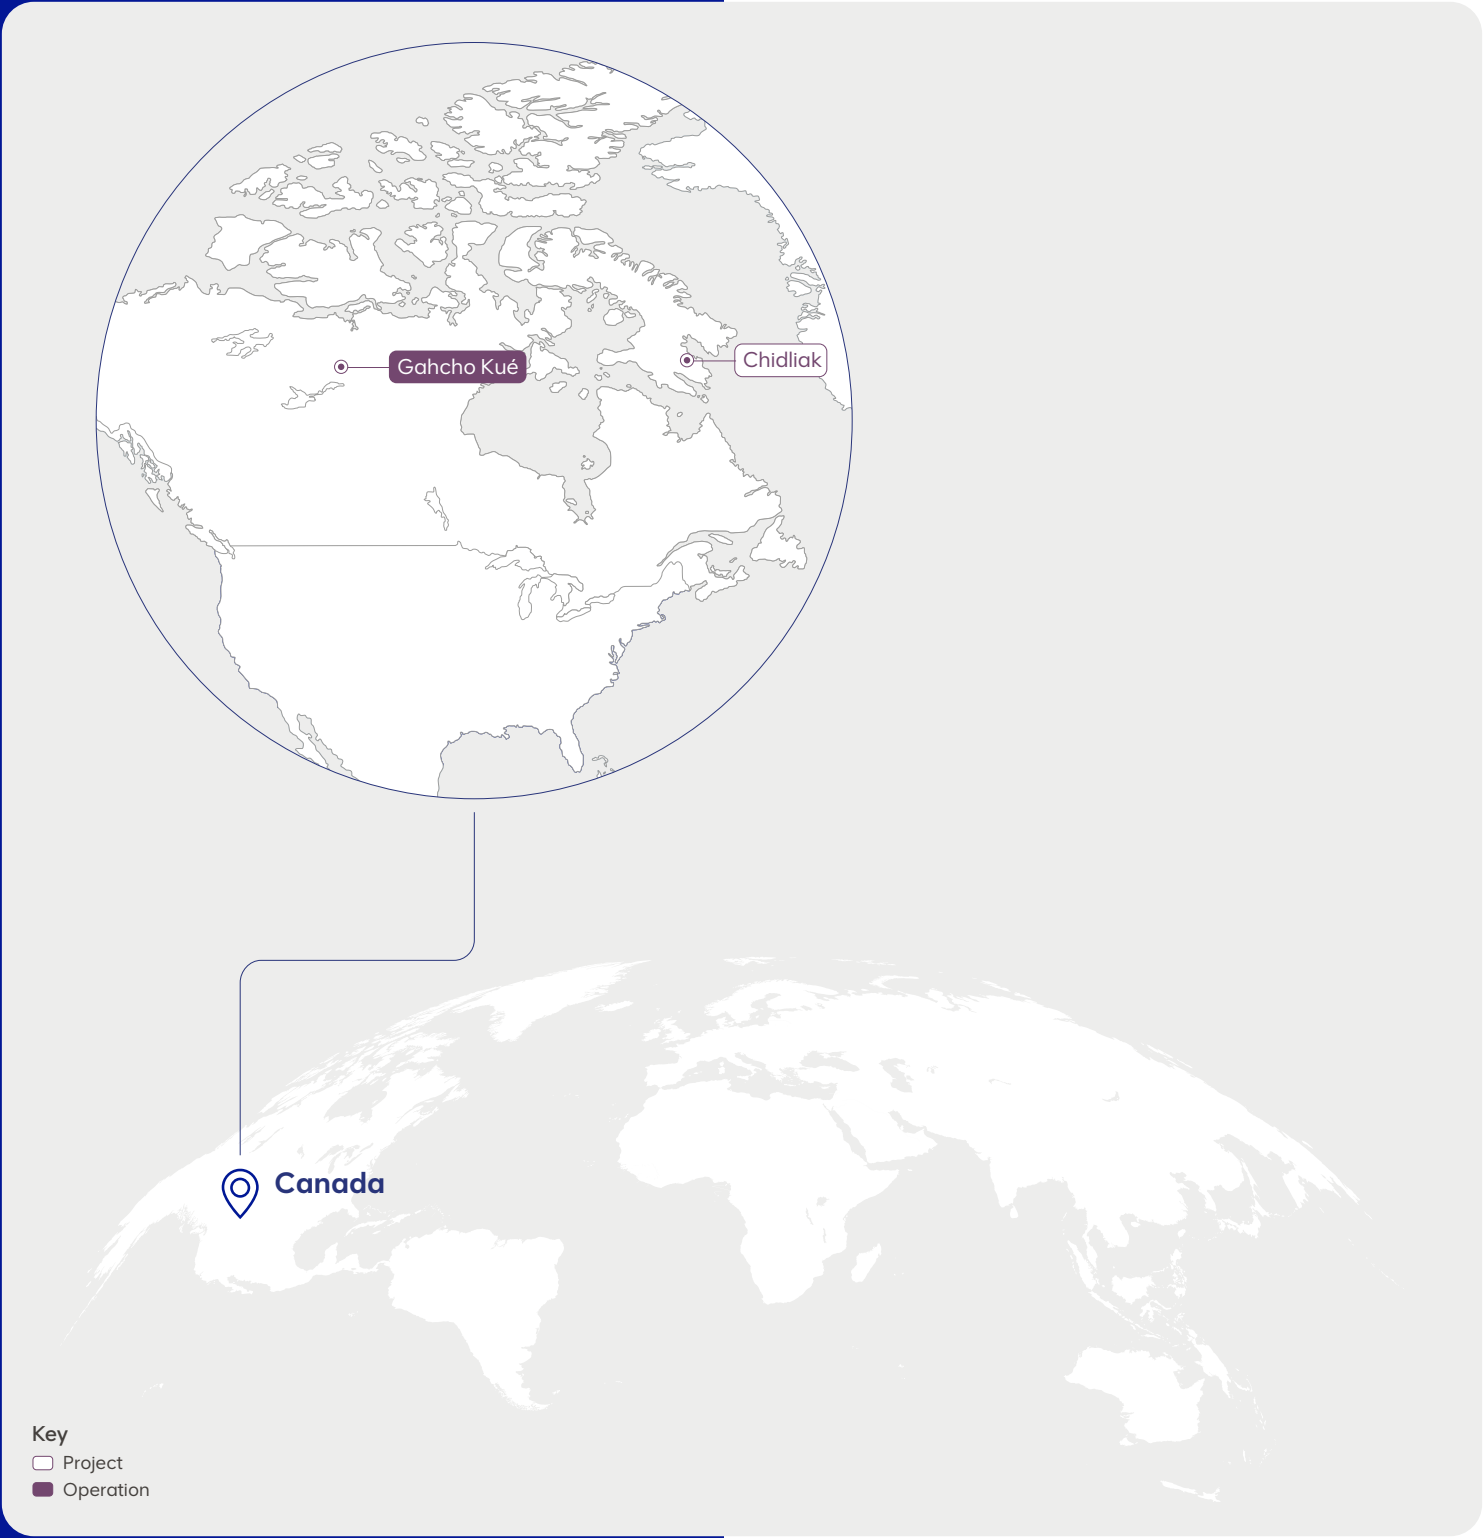 Gahcho Kué
Chidliak
Canada
Key
Project
Operation